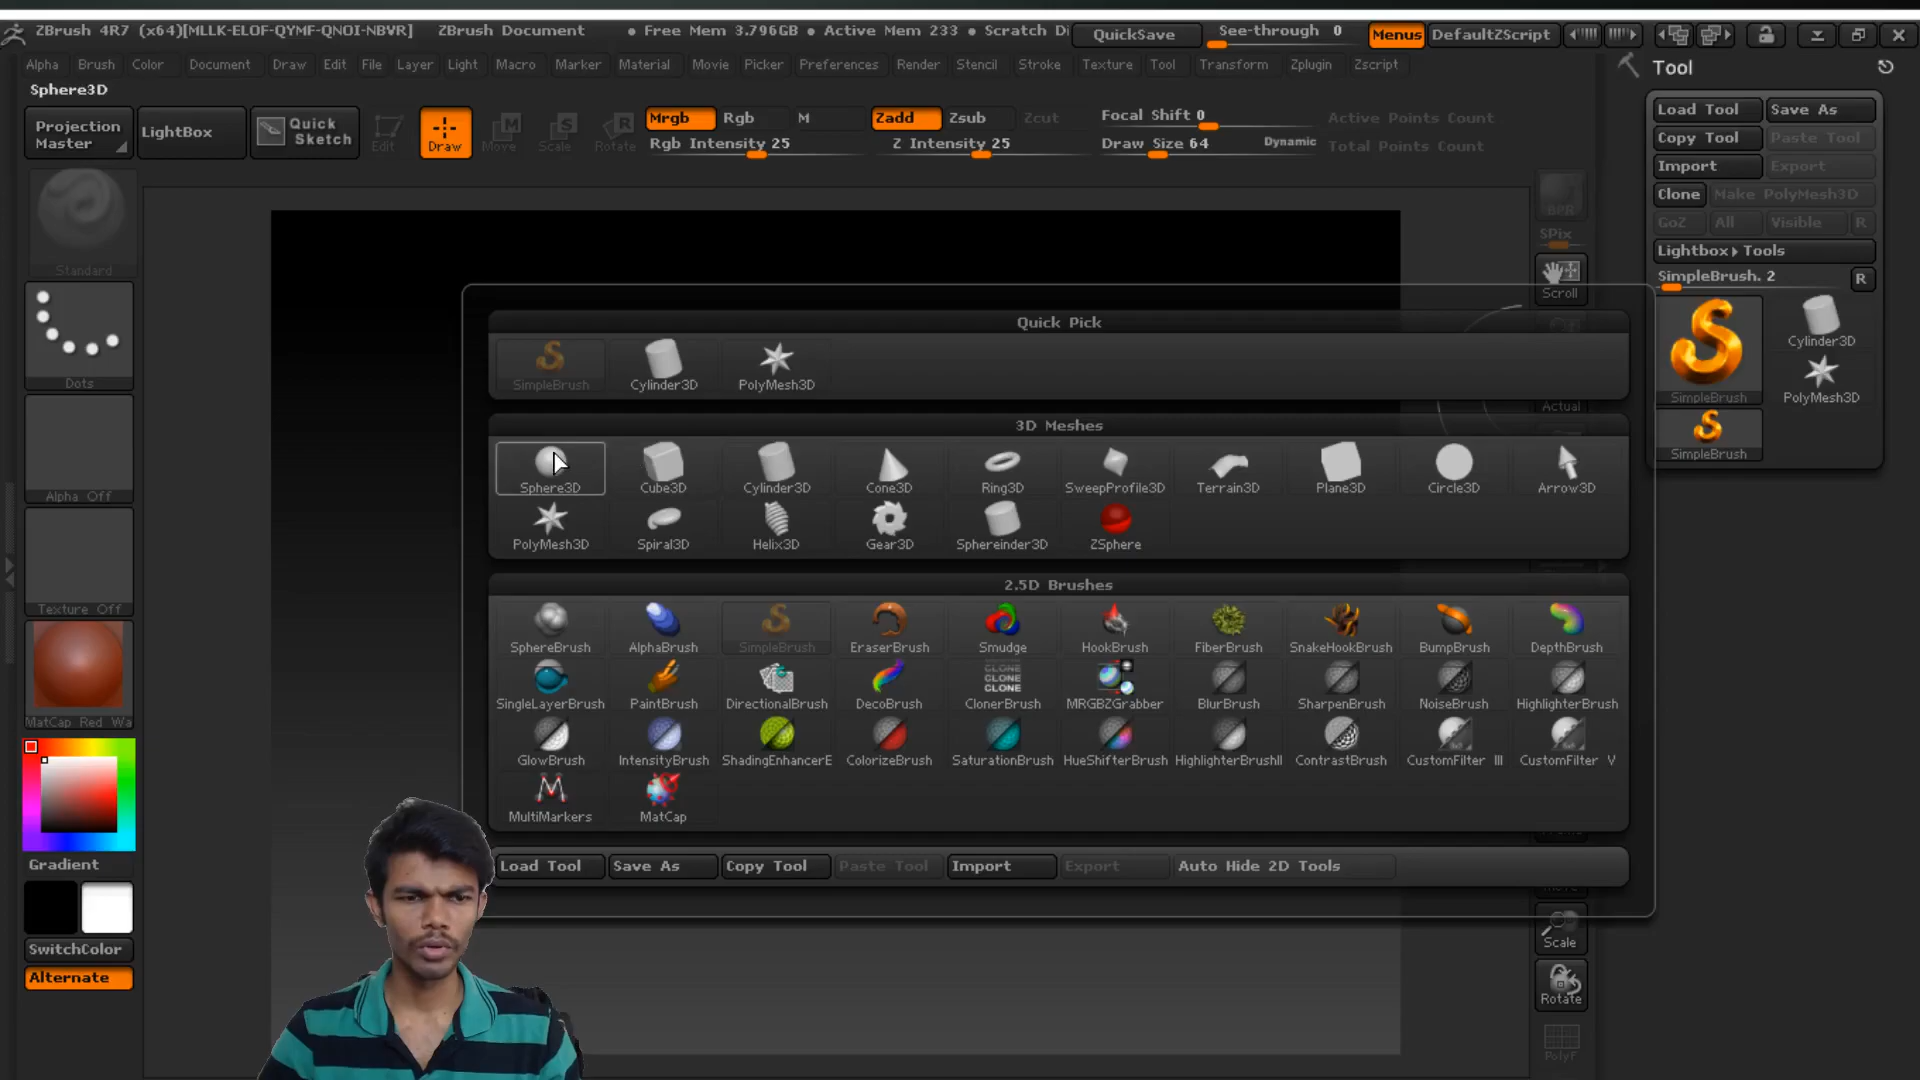 ZBrush 4R7 (x64)[MLLK-ELOF-QYMF-QNOI-NBVR] ZBrush Document • Free Mem 3.796GB • Active Mem 233 • Scratch Di QuickSave See-through 0 Menus DefaultZScript
Alpha Brush Color Document Draw Edit File Layer Light Macro Marker Material Movie Picker Preferences Render Stencil Stroke Texture Tool Transform Zplugin Zscript
Sphere3D
Projection Master
LightBox
Quick Sketch
Edit
Draw
Move
Scale
Rotate
Mrgb Rgb M
Rgb Intensity 25
Zadd Zsub Zcut
Z Intensity 25
Focal Shift 0
Draw Size 64 Dynamic
Active Points Count
Total Points Count
Standard
Dots
Alpha Off
Texture Off
MatCap Red Wa
Gradient
SwitchColor
Alternate
Quick Pick
SimpleBrush Cylinder3D PolyMesh3D
3D Meshes
Sphere3D Cube3D Cylinder3D Cone3D Ring3D SweepProfile3D Terrain3D Plane3D Circle3D Arrow3D
PolyMesh3D Spiral3D Helix3D Gear3D Sphereinder3D ZSphere
2.5D Brushes
SphereBrush AlphaBrush SimpleBrush EraserBrush Smudge HookBrush FiberBrush SnakeHookBrush BumpBrush DepthBrush
CLONE
CLONE
CLONE
SingleLayerBrush PaintBrush DirectionalBrush DecoBrush ClonerBrush MRGBZGrabber BlurBrush SharpenBrush NoiseBrush HighlighterBrush
GlowBrush IntensityBrush ShadingEnhancerE ColorizeBrush SaturationBrush HueShifterBrush HighlighterBrushII ContrastBrush CustomFilter III CustomFilter V
MultiMarkers MatCap
Load Tool Save As Copy Tool Paste Tool Import Export Auto Hide 2D Tools
BPR
SPix
Scroll
Actual
Move
Scale
Rotate
PolyF
Tool
Load Tool Save As
Copy Tool Paste Tool
Import Export
Clone Make PolyMesh3D
GoZ All Visible R
Lightbox▸Tools
SimpleBrush. 2 R
SimpleBrush
Cylinder3D
PolyMesh3D
SimpleBrush